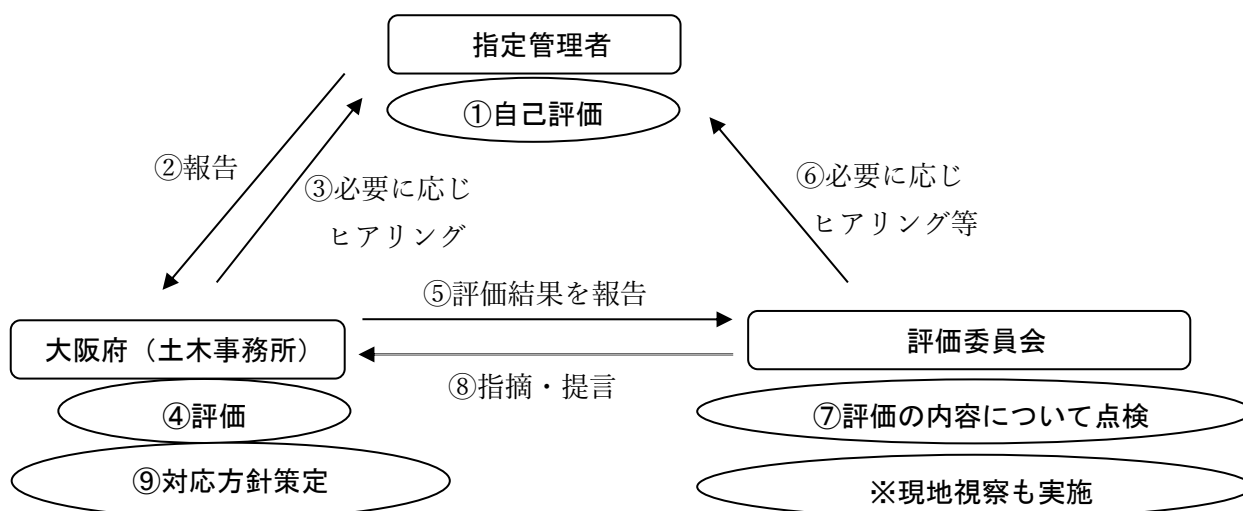 指定管理者
①自己評価
②報告
③必要に応じ
ヒアリング
⑥必要に応じ
ヒアリング等
⑤評価結果を報告
大阪府（土木事務所）
評価委員会
⑧指摘・提言
④評価
⑦評価の内容について点検
⑨対応方針策定
※現地視察も実施